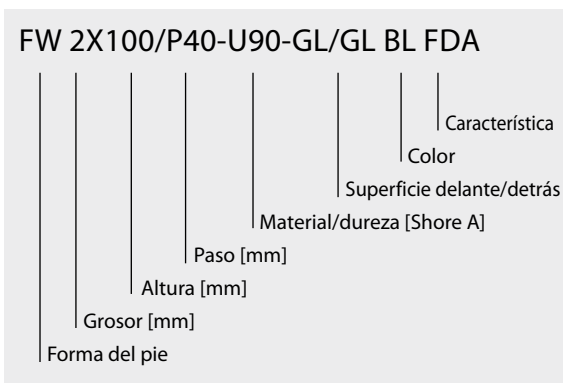 FW 2X100/P40-U90-GL/GL BL FDA
Característica
Color
Superficie delante/detrás
Material/dureza [Shore A]
Paso [mm]
Altura [mm]
Grosor [mm]
Forma del pie